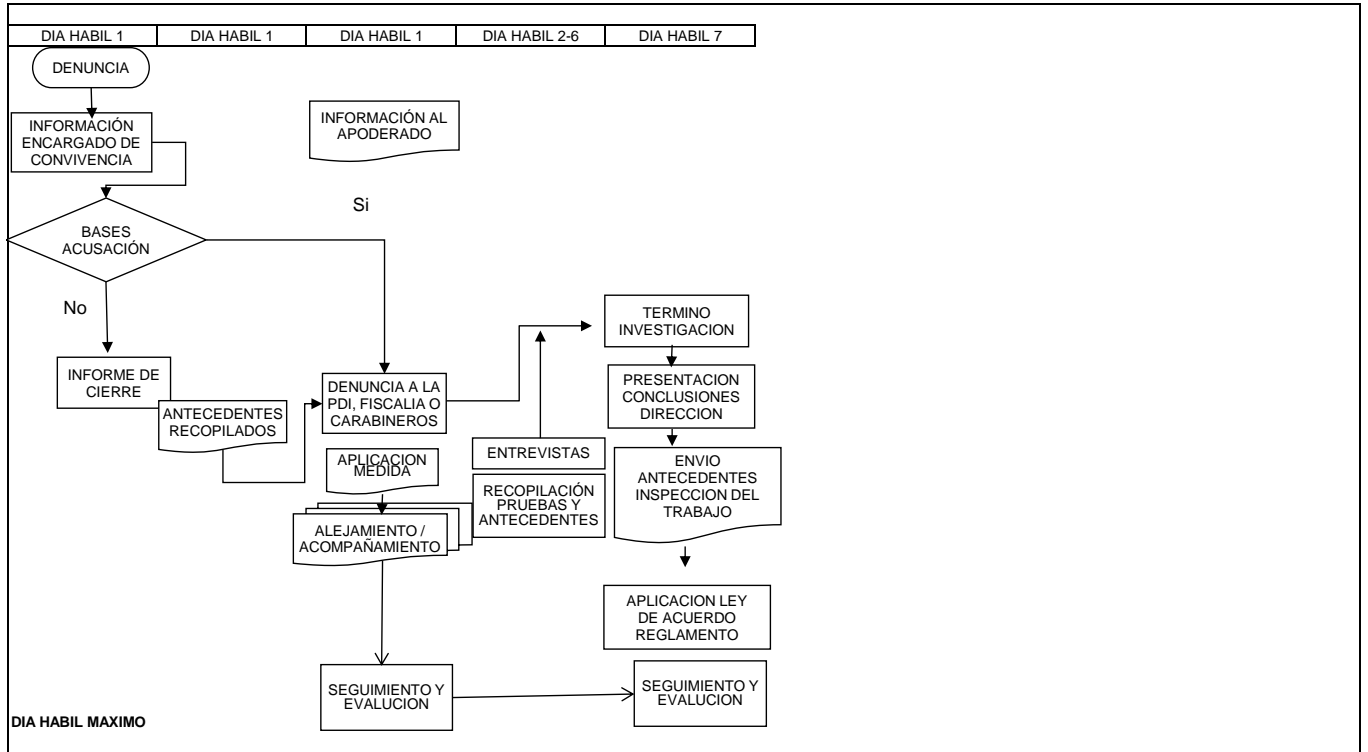 DIA HABIL 1
DIA HABIL 1
DIA HABIL 1
DIA HABIL 2-6
DIA HABIL 7
DENUNCIA
INFORMACIÓN
ENCARGADO DE
CONVIVENCIA
INFORMACIÓN AL
APODERADO
Si
BASES
ACUSACIÓN
No
INFORME DE
CIERRE
ANTECEDENTES
RECOPILADOS
DENUNCIA A LA
PDI, FISCALIA O
CARABINEROS
APLICACION
MEDIDA
ALEJAMIENTO /
ACOMPAÑAMIENTO
ENTREVISTAS
RECOPILACIÓN
PRUEBAS Y
ANTECEDENTES
TERMINO
INVESTIGACION
PRESENTACION
CONCLUSIONES
DIRECCION
ENVIO
ANTECEDENTES
INSPECCION DEL
TRABAJO
APLICACION LEY
DE ACUERDO
REGLAMENTO
SEGUIMIENTO Y
EVALUCION
SEGUIMIENTO Y
EVALUCION
DIA HABIL MAXIMO